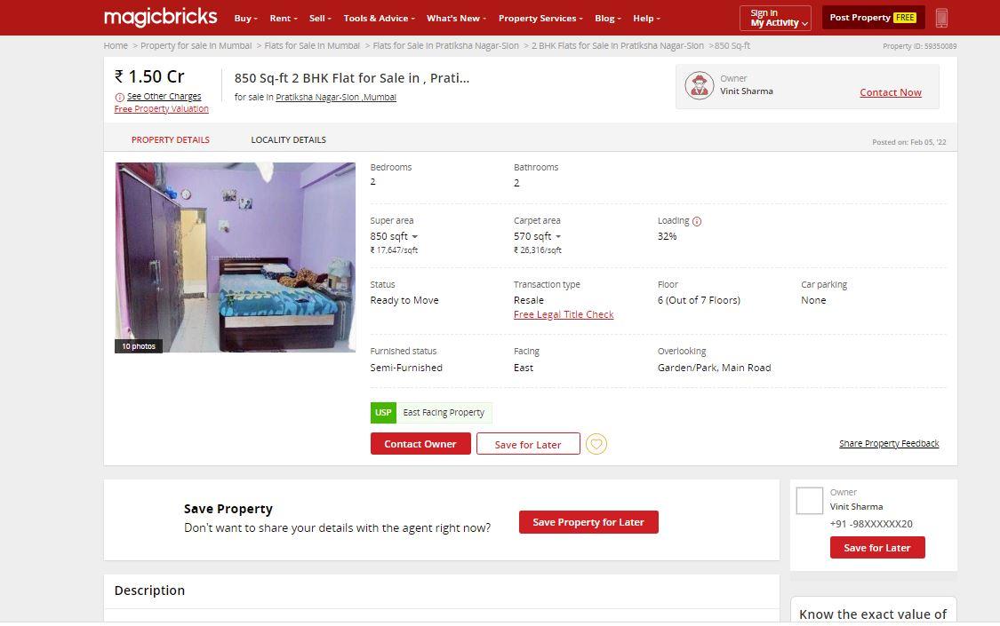 magicbricks Buy Rent Sell Tools & Advice What's New Property Services Blog Help Sign In My Activity Post Property FREE
Home > Property for sale in Mumbai > Flats for Sale in Mumbai > Flats for Sale in Pratiksha Nagar-Sion > 2 BHK Flats for Sale in Pratiksha Nagar-Sion >850 Sq-ft Property ID: 59350089
₹ 1.50 Cr
See Other Charges
Free Property Valuation
850 Sq-ft 2 BHK Flat for Sale in , Prati...
for sale in Pratiksha Nagar-Sion ,Mumbai
Owner
Vinit Sharma
Contact Now
PROPERTY DETAILS LOCALITY DETAILS Posted on: Feb 05, '22
magicbricks
10 photos
Bedrooms Bathrooms
2 2
Super area Carpet area Loading
850 sqft 570 sqft 32%
₹ 17,647/sqft ₹ 26,316/sqft
Status Transaction type Floor Car parking
Ready to Move Resale 6 (Out of 7 Floors) None
Free Legal Title Check
Furnished status Facing Overlooking
Semi-Furnished East Garden/Park, Main Road
USP East Facing Property
Contact Owner Save for Later Share Property Feedback
Save Property
Don't want to share your details with the agent right now?
Save Property for Later
Owner
Vinit Sharma
+91 -98XXXXXX20
Save for Later
Description
Know the exact value of